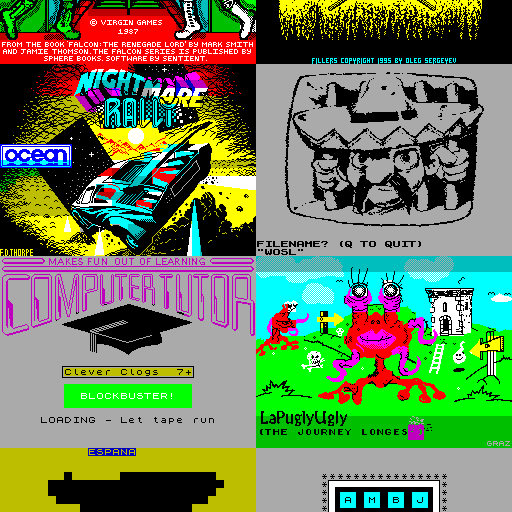 © VIRGIN GAMES
1987
FROM THE BOOK FALCON: THE RENEGADE LORD' BY MARK SMITH
AND JAMIE THOMSON. THE FALCON SERIES IS PUBLISHED BY
SPHERE BOOKS. SOFTWARE BY SENTIENT.
FILLERS COPYRIGHT 1995 BY OLEG SERGEYEV
NIGHTMARE
RALLY
ocean
F.D.THORPE
FILENAME? (Q TO QUIT)
"WOSL"
MAKES FUN OUT OF LEARNING
COMPUTER TUTOR
Clever Clogs 7+
BLOCKBUSTER!
LOADING - Let tape run
LaPuglyUgly
(THE JOURNEY LONGES
GRAZ
ESPANA
A M B J